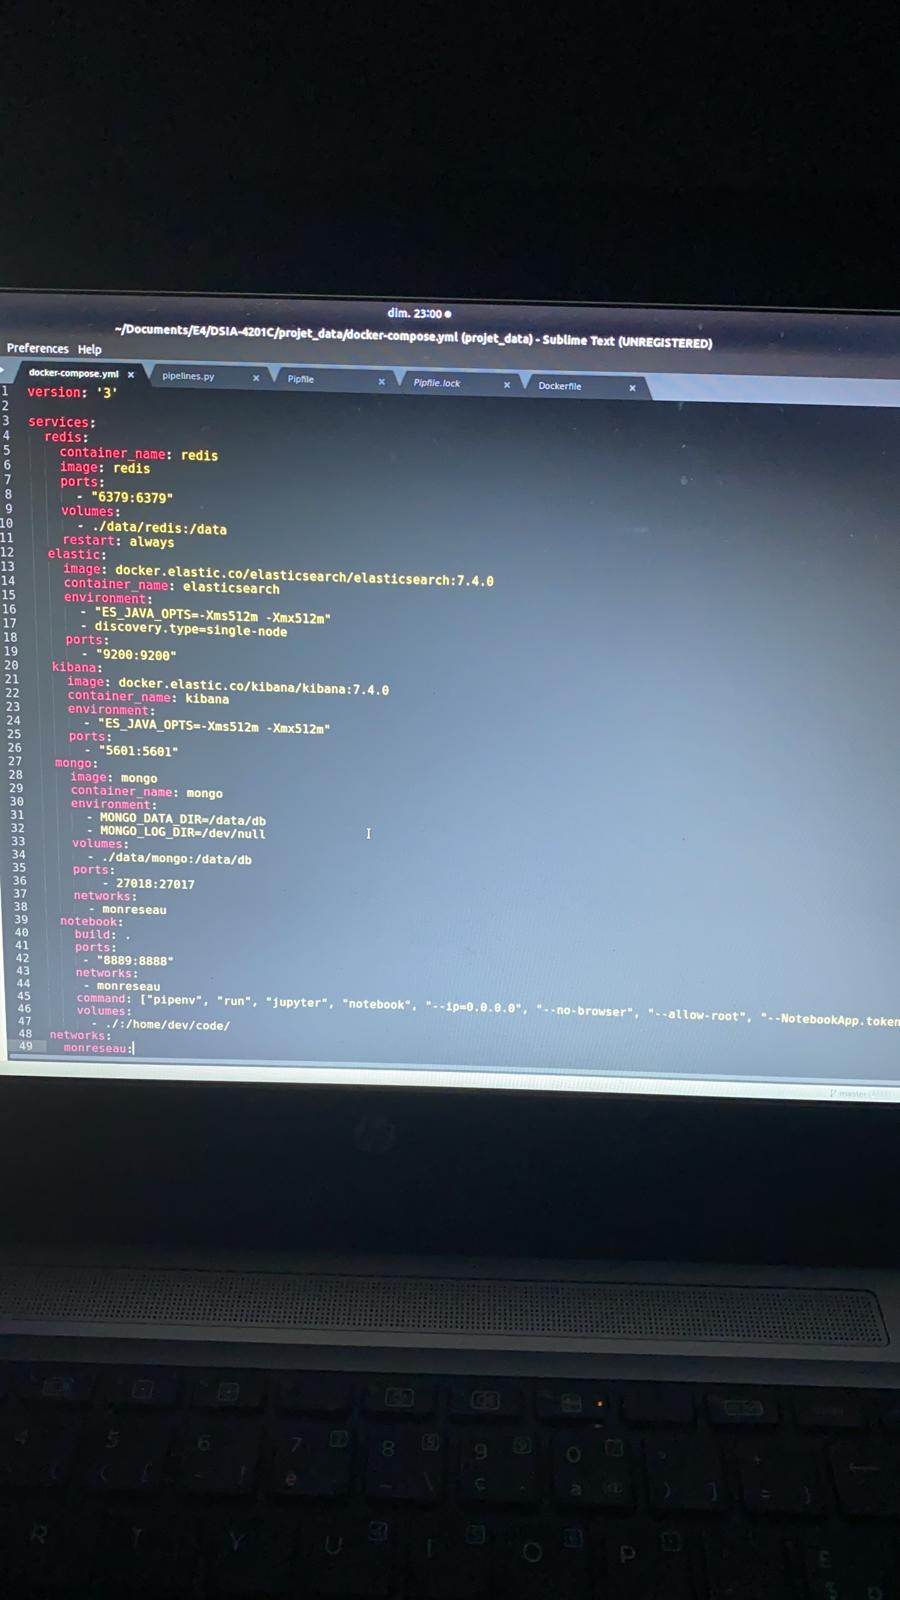 dim. 23:00
~/Documents/E4/DSIA-4201C/projet_data/docker-compose.yml (projet_data) - Sublime Text (UNREGISTERED)
Preferences Help
docker-compose.yml × pipelines.py × Pipfile × Pipfile.lock × Dockerfile ×
1 version: '3'
2
3 services:
4 redis:
5 container_name: redis
6 image: redis
7 ports:
8 - "6379:6379"
9 volumes:
10 - ./data/redis:/data
11 restart: always
12 elastic:
13 image: docker.elastic.co/elasticsearch/elasticsearch:7.4.0
14 container_name: elasticsearch
15 environment:
16 - "ES_JAVA_OPTS=-Xms512m -Xmx512m"
17 - discovery.type=single-node
18 ports:
19 - "9200:9200"
20 kibana:
21 image: docker.elastic.co/kibana/kibana:7.4.0
22 container_name: kibana
23 environment:
24 - "ES_JAVA_OPTS=-Xms512m -Xmx512m"
25 ports:
26 - "5601:5601"
27 mongo:
28 image: mongo
29 container_name: mongo
30 environment:
31 - MONGO_DATA_DIR=/data/db
32 - MONGO_LOG_DIR=/dev/null
33 volumes:
34 - ./data/mongo:/data/db
35 ports:
36 - 27018:27017
37 networks:
38 - monreseau
39 notebook:
40 build: .
41 ports:
42 - "8889:8888"
43 networks:
44 - monreseau
45 command: ["pipenv", "run", "jupyter", "notebook", "--ip=0.0.0.0", "--no-browser", "--allow-root", "--NotebookApp.token
46 volumes:
47 - ./:/home/dev/code/
48 networks:
49 monreseau:
master
4 5 6 7 8 9 0
( [ - è _ \ ç à @ ) ] = }
R T Y U I O P £